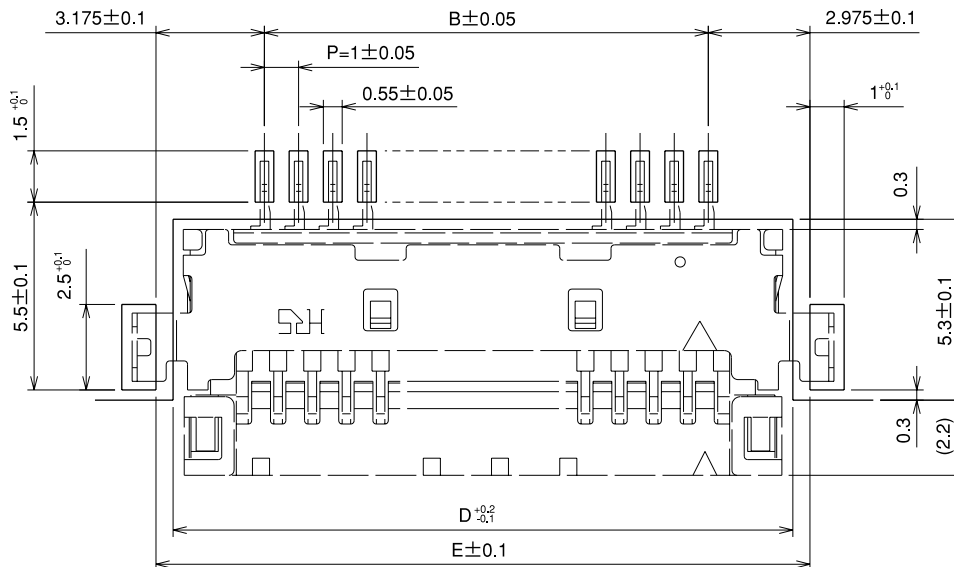 3.175±0.1
B±0.05
2.975±0.1
P=1±0.05
0.55±0.05
1 +0.1 0
1.5 +0.1 0
0.3
5.5±0.1
2.5 +0.1 0
5.3±0.1
HRS
0.3
(2.2)
D +0.2 -0.1
E±0.1